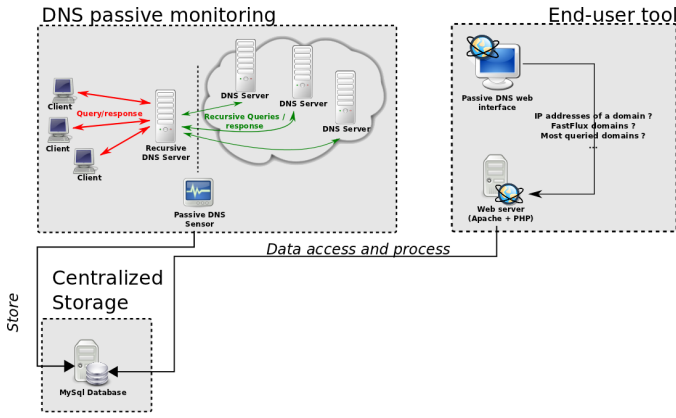 DNS passive monitoring
End-user tool
Client
Client
Client
Query/response
Recursive
DNS Server
DNS Server
DNS Server
DNS Server
Recursive Queries /
response
Passive DNS
Sensor
Passive DNS web
interface
IP addresses of a domain ?
FastFlux domains ?
Most queried domains ?
...
Web server
(Apache + PHP)
Data access and process
Store
Centralized
Storage
MySql Database